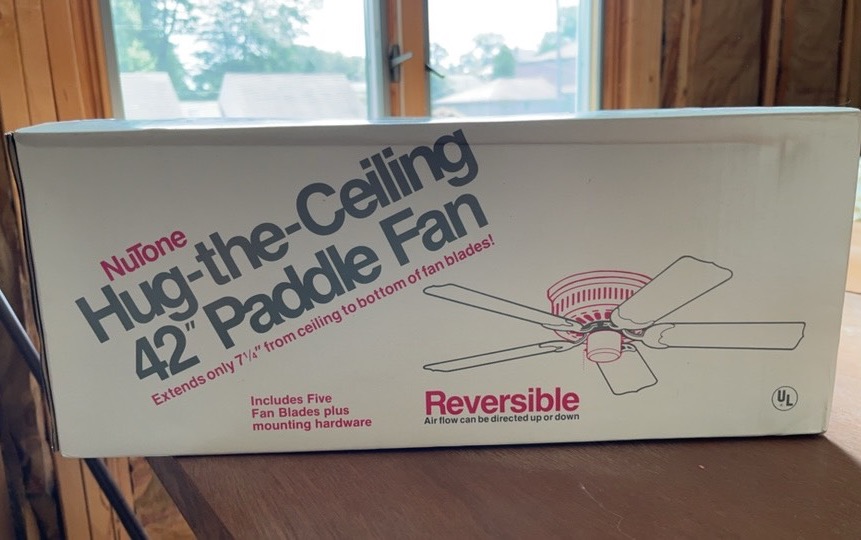 NuTone
Hug-the-Ceiling
42" Paddle Fan
Extends only 7¼" from ceiling to bottom of fan blades!
Includes Five
Fan Blades plus
mounting hardware
Reversible
Air flow can be directed up or down
UL